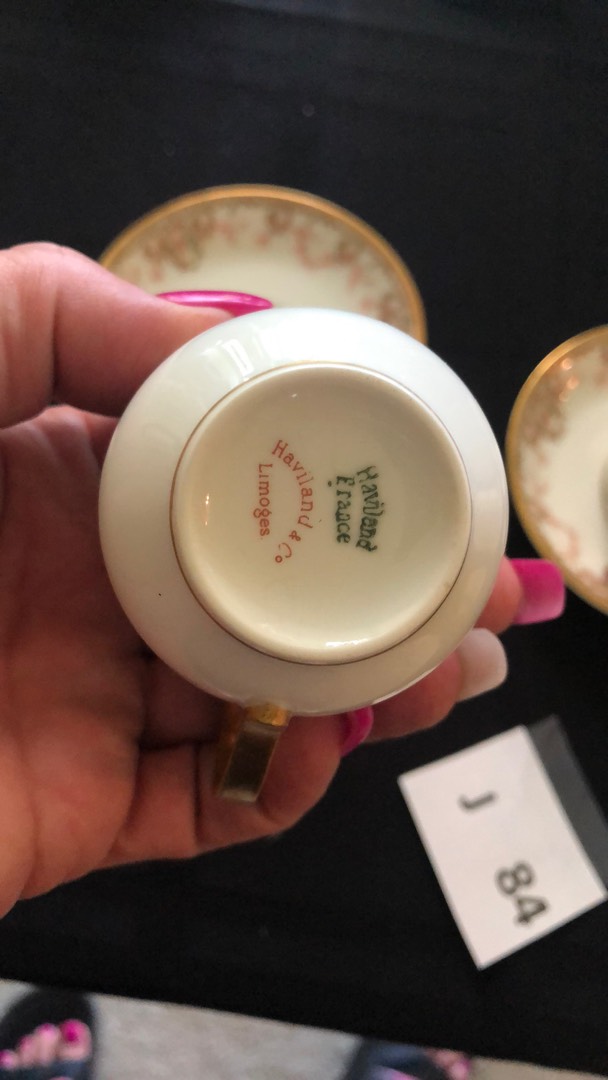 Haviland
France
Haviland & Co
Limoges.
J
84